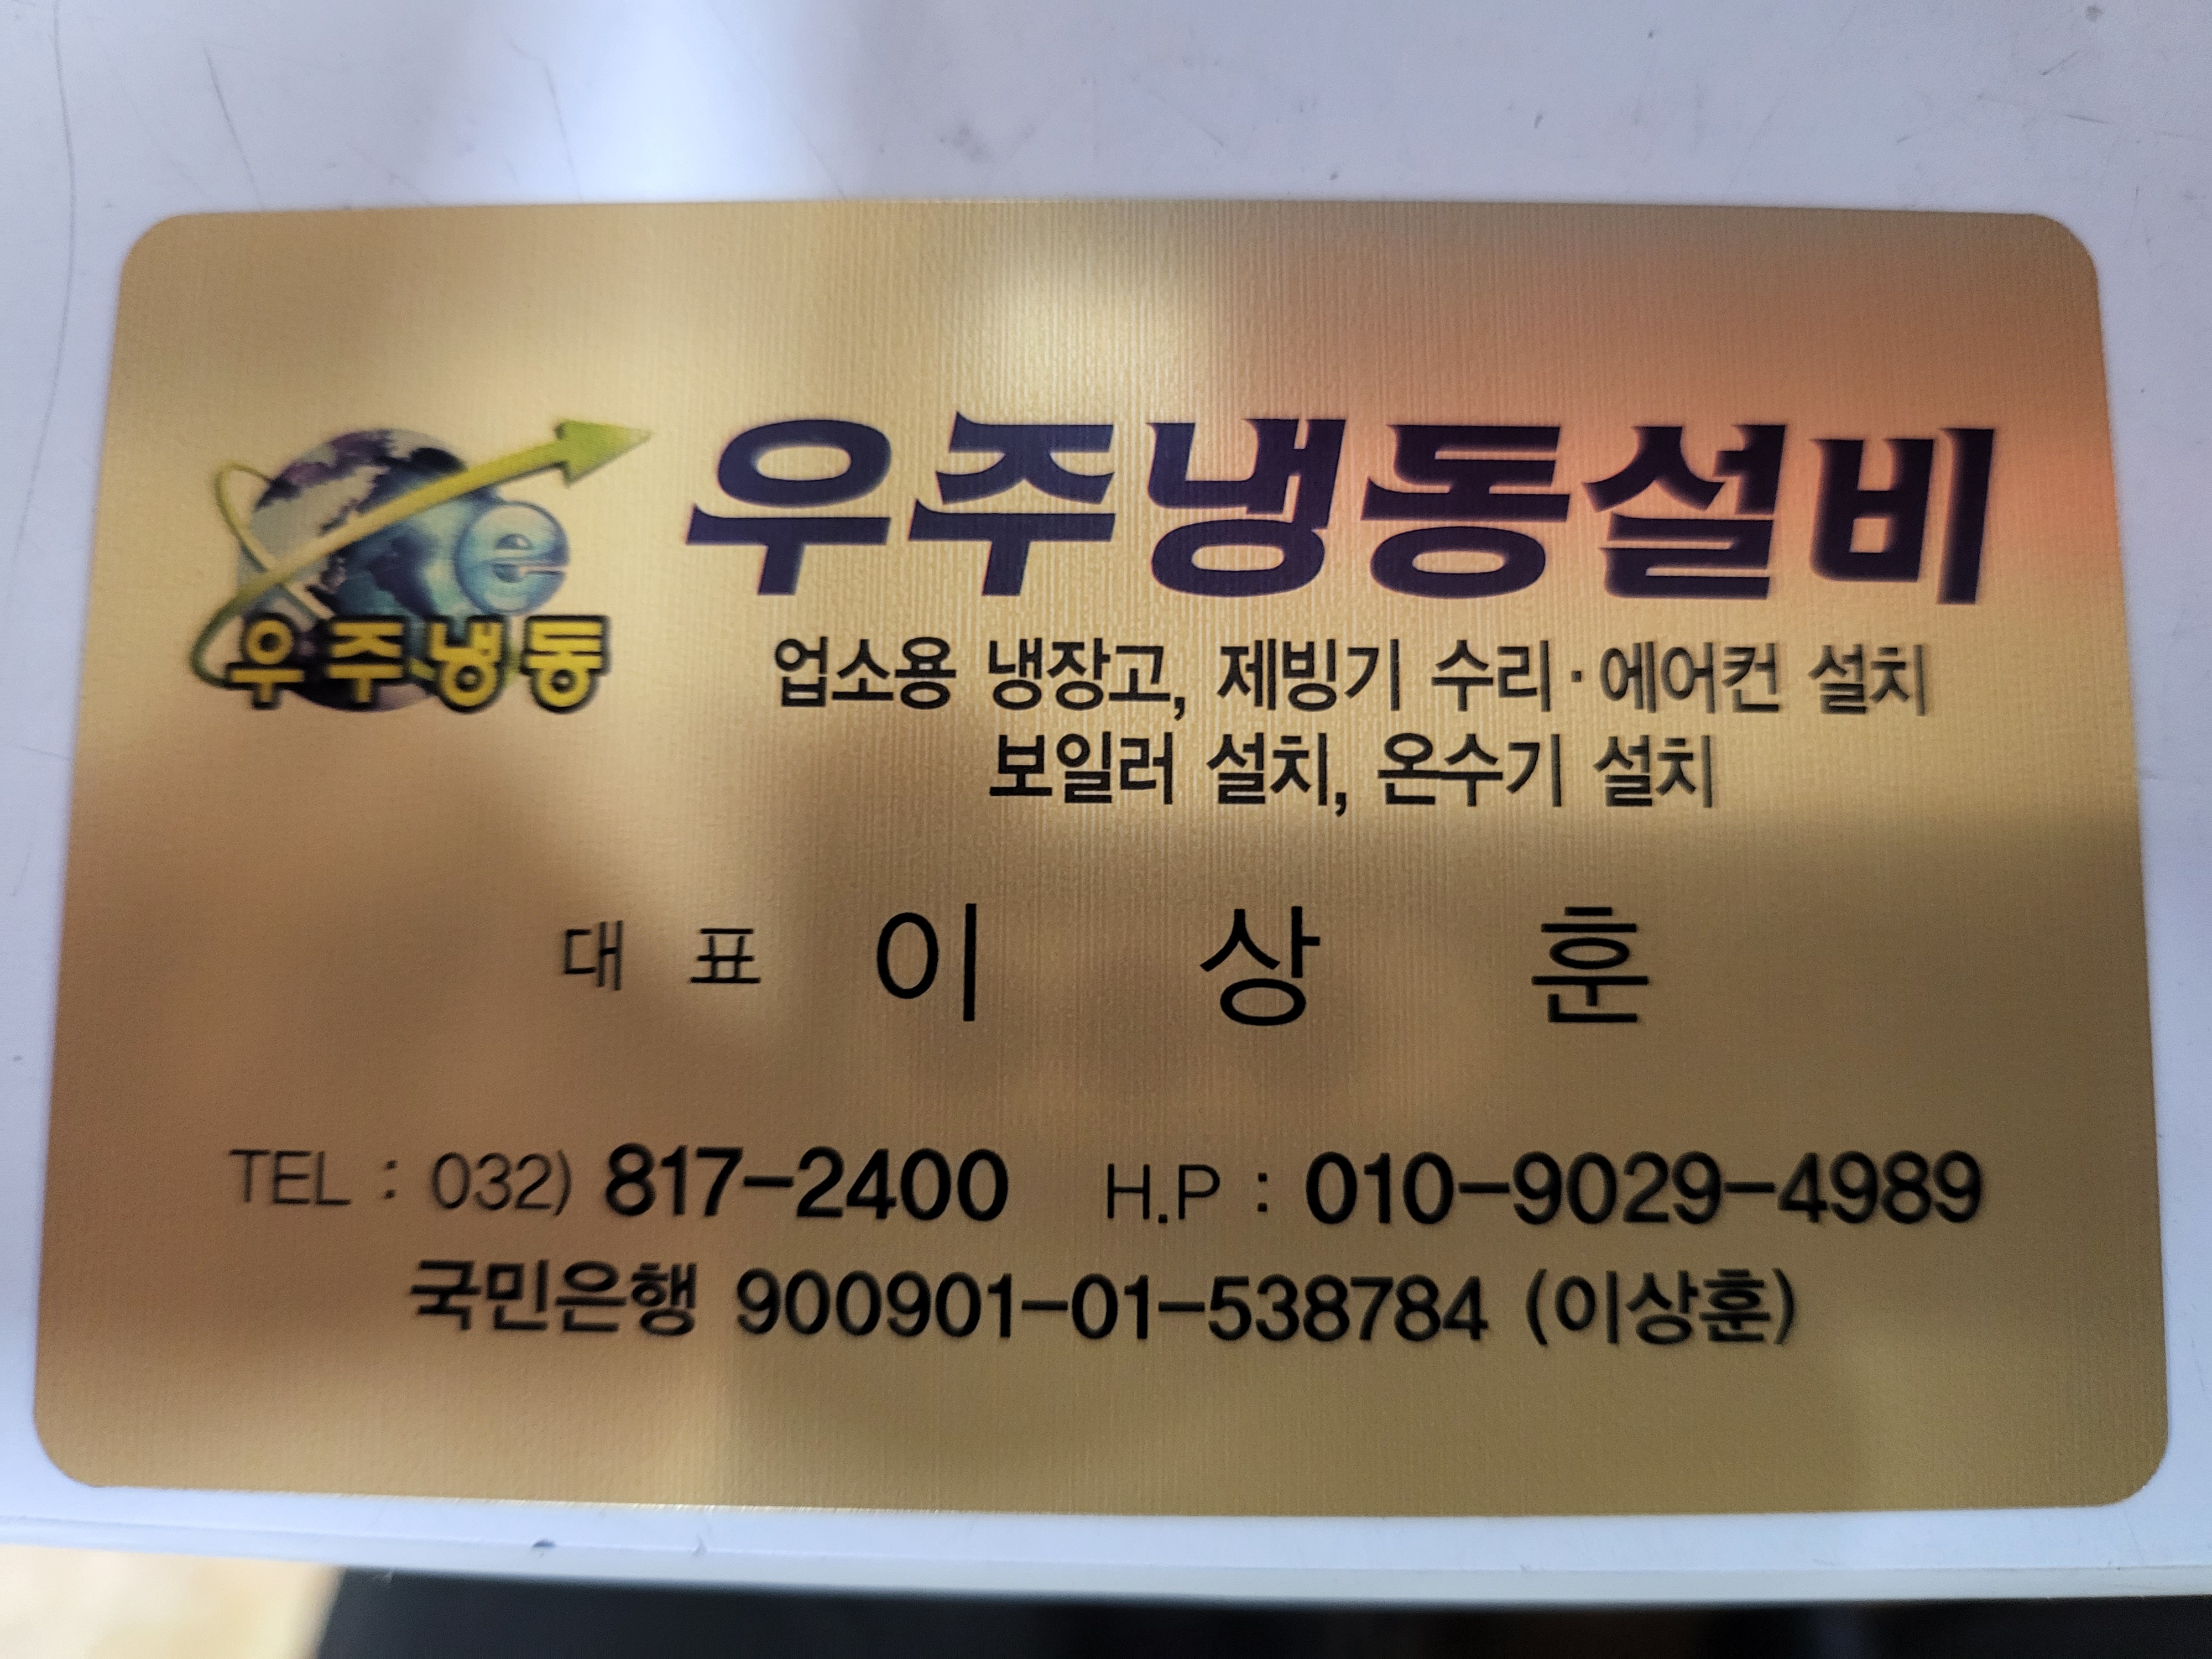 우주냉동설비
e
우주냉동
업소용 냉장고, 제빙기 수리·에어컨 설치
보일러 설치, 온수기 설치
대 표 이 상 훈
TEL : 032) 817-2400 H.P : 010-9029-4989
국민은행 900901-01-538784 (이상훈)